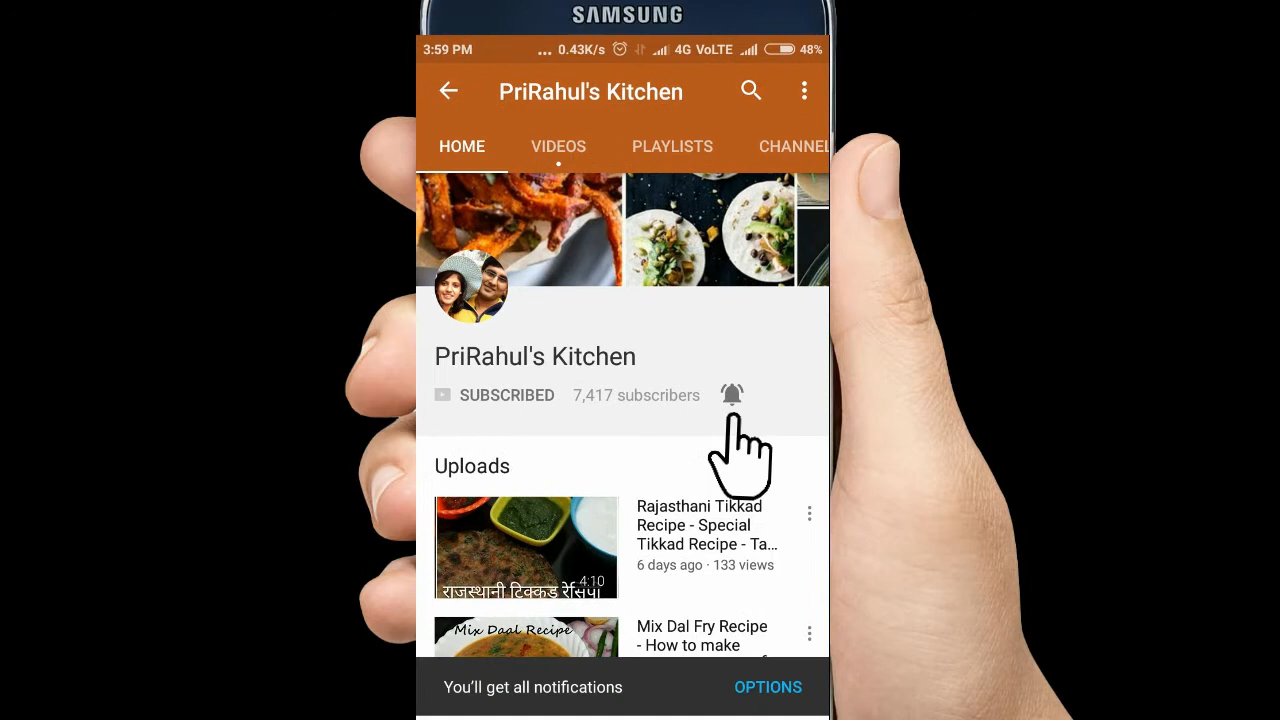 SAMSUNG
3:59 PM ... 0.43K/s 4G VoLTE 48%
PriRahul's Kitchen
HOME VIDEOS PLAYLISTS CHANNEL
PriRahul's Kitchen
SUBSCRIBED 7,417 subscribers
Uploads
Rajasthani Tikkad
Recipe - Special
Tikkad Recipe - Ta...
6 days ago · 133 views
4:10
राजस्थानी टिक्कड रेसिपी
Mix Daal Recipe
Mix Dal Fry Recipe
- How to make
You'll get all notifications OPTIONS